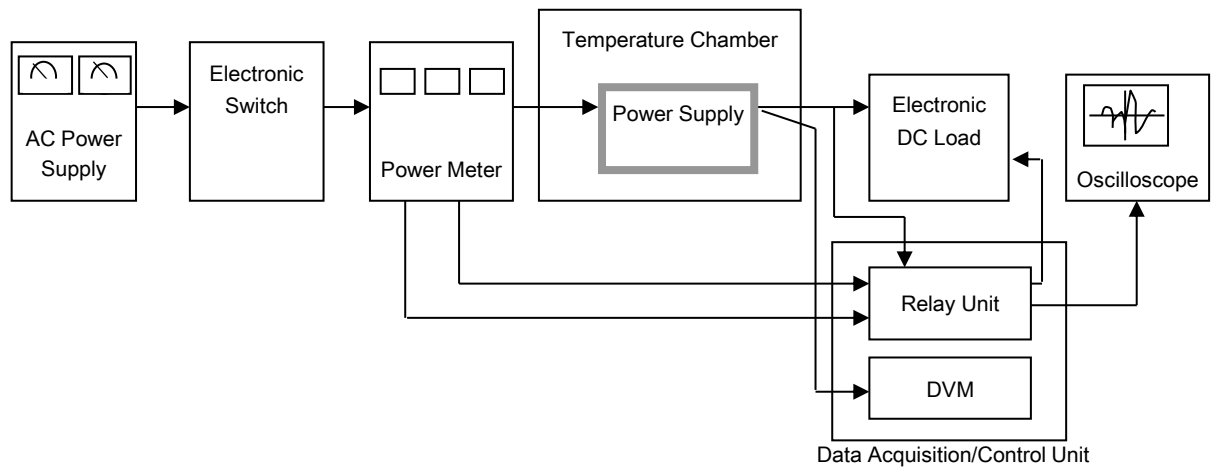 Temperature Chamber
Electronic
Switch
Power Supply
Electronic
DC Load
AC Power
Supply
Power Meter
Oscilloscope
Relay Unit
DVM
Data Acquisition/Control Unit